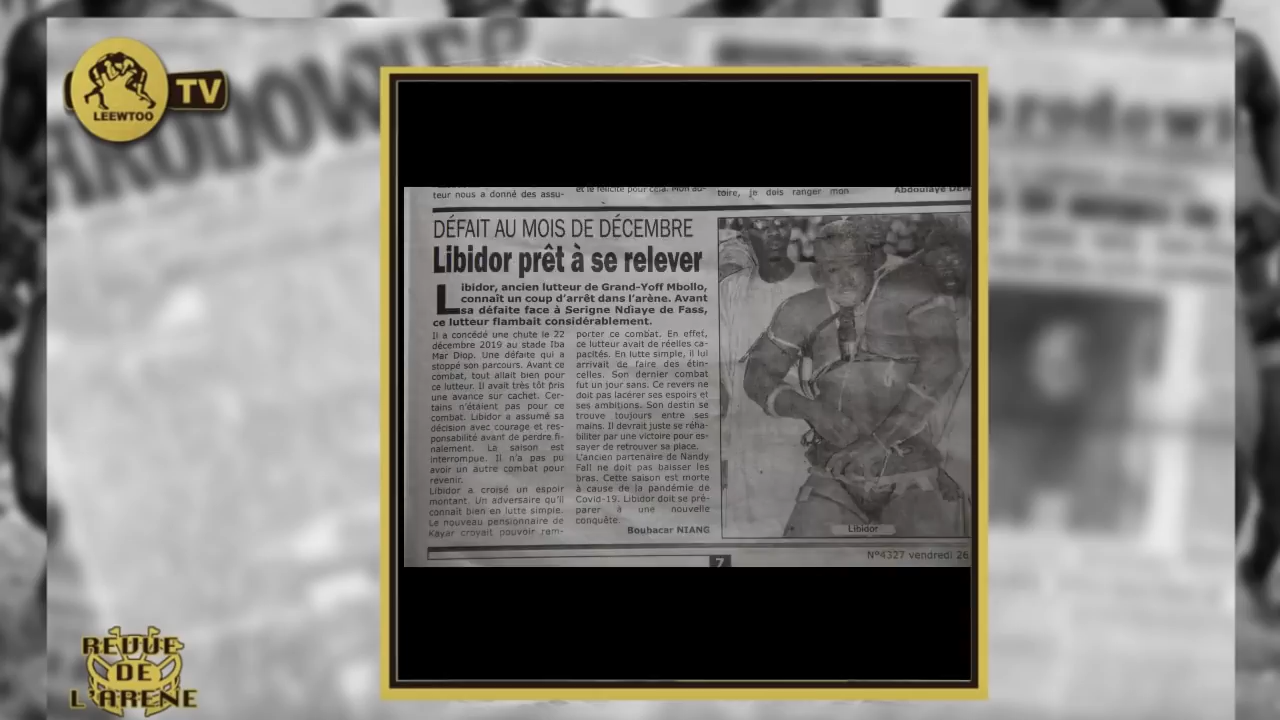 LEEWTOO
TV
teur nous a donné des assu-
et le félicite pour cela. Mon au-
toire, je dois ranger mon
Abdoulaye
DÉFAIT AU MOIS DE DÉCEMBRE
Libidor prêt à se relever
Libidor, ancien lutteur de Grand-Yoff Mbollo,
connaît un coup d’arrêt dans l’arène. Avant
sa défaite face à Serigne Ndiaye de Fass,
ce lutteur flambait considérablement.
Il a concédé une chute le 22
décembre 2019 au stade Iba
Mar Diop. Une défaite qui a
stoppé son parcours. Avant ce
combat, tout allait bien pour
ce lutteur. Il avait très tôt pris
une avance sur cachet. Cer-
tains n’étaient pas pour ce
combat. Libidor a assumé sa
décision avec courage et res-
ponsabilité avant de perdre fi-
nalement. La saison est
interrompue. Il n’a pas pu
avoir un autre combat pour
revenir.
Libidor a croisé un espoir
montant. Un adversaire qu’il
connaît bien en lutte simple.
Le nouveau pensionnaire de
Kayar croyait pouvoir rem-
porter ce combat. En effet,
ce lutteur avait de réelles ca-
pacités. En lutte simple, il lui
arrivait de faire des étin-
celles. Son dernier combat
fut un jour sans. Ce revers ne
doit pas lacérer ses espoirs et
ses ambitions. Son destin se
trouve toujours entre ses
mains. Il devrait juste se réha-
biliter par une victoire pour es-
sayer de retrouver sa place.
L’ancien partenaire de Nandy
Fall ne doit pas baisser les
bras. Cette saison est morte
à cause de la pandémie de
Covid-19. Libidor doit se pré-
parer à une nouvelle
conquête.
Boubacar NIANG
Libidor
7
N°4327 vendredi 26
REVUE
DE
L'ARENE